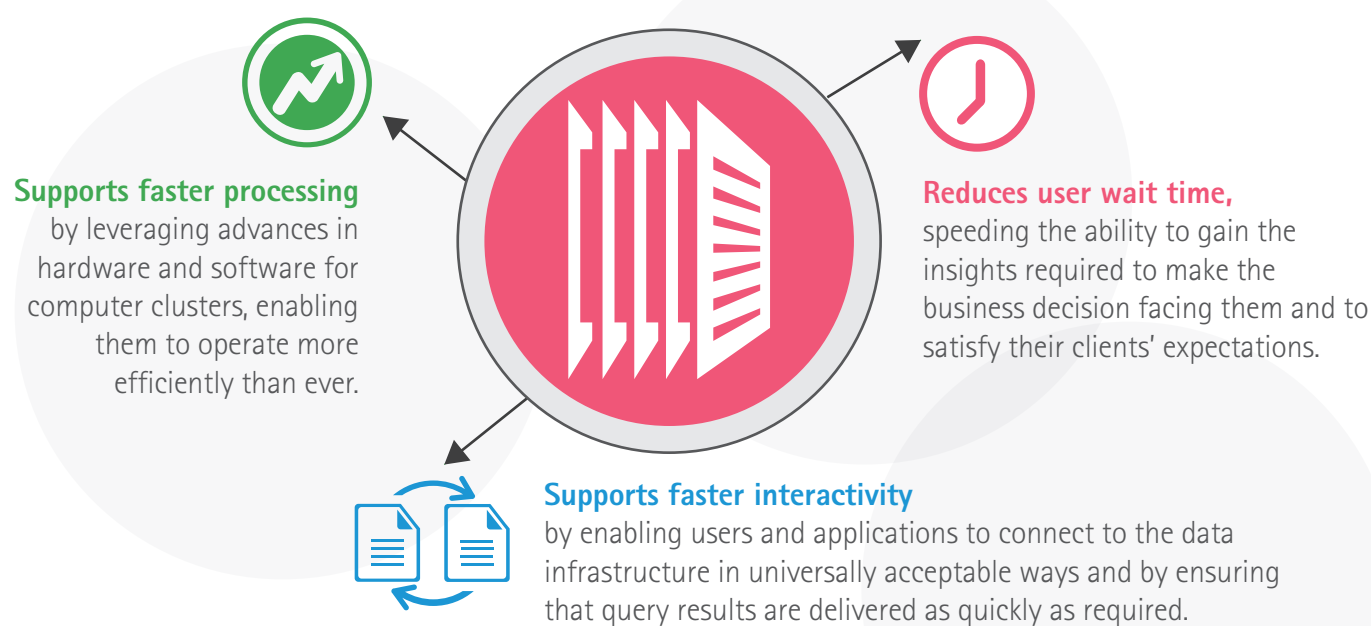 Supports faster processing
by leveraging advances in
hardware and software for
computer clusters, enabling
them to operate more
efficiently than ever.
Reduces user wait time,
speeding the ability to gain the
insights required to make the
business decision facing them and to
satisfy their clients’ expectations.
Supports faster interactivity
by enabling users and applications to connect to the data
infrastructure in universally acceptable ways and by ensuring
that query results are delivered as quickly as required.